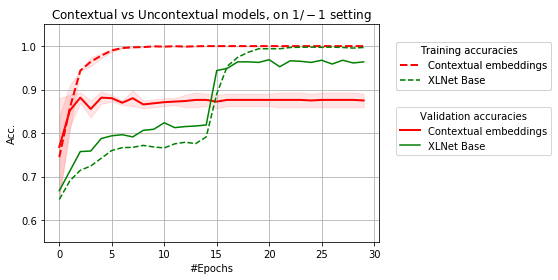 Contextual vs Uncontextual models, on 1/−1 setting
Acc.
1.0
0.9
0.8
0.7
0.6
0
5
10
15
20
25
30
#Epochs
Training accuracies
Contextual embeddings
XLNet Base
Validation accuracies
Contextual embeddings
XLNet Base